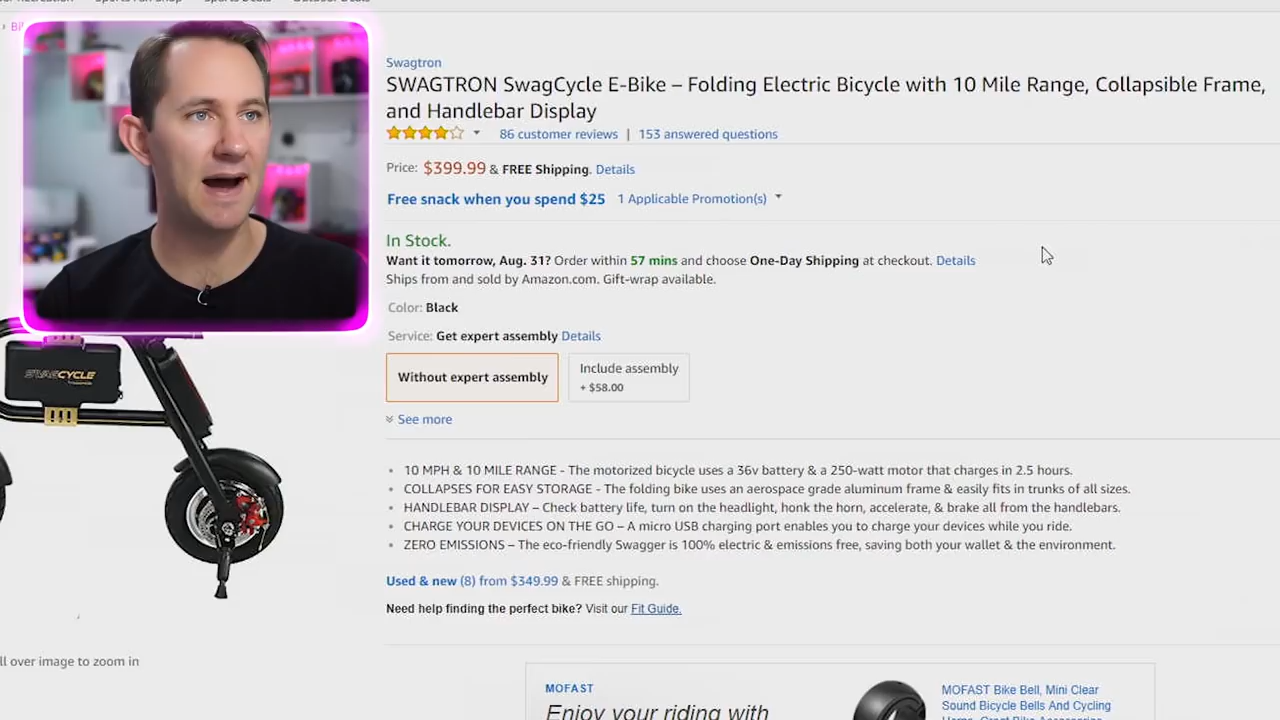 Swagtron
SWAGTRON SwagCycle E-Bike – Folding Electric Bicycle with 10 Mile Range, Collapsible Frame,
and Handlebar Display
86 customer reviews | 153 answered questions
Price: $399.99 & FREE Shipping. Details
Free snack when you spend $25 1 Applicable Promotion(s)
In Stock.
Want it tomorrow, Aug. 31? Order within 57 mins and choose One-Day Shipping at checkout. Details
Ships from and sold by Amazon.com. Gift-wrap available.
Color: Black
Service: Get expert assembly Details
Without expert assembly
Include assembly
+ $58.00
See more
SWAGCYCLE
• 10 MPH & 10 MILE RANGE - The motorized bicycle uses a 36v battery & a 250-watt motor that charges in 2.5 hours.
• COLLAPSES FOR EASY STORAGE - The folding bike uses an aerospace grade aluminum frame & easily fits in trunks of all sizes.
• HANDLEBAR DISPLAY – Check battery life, turn on the headlight, honk the horn, accelerate, & brake all from the handlebars.
• CHARGE YOUR DEVICES ON THE GO – A micro USB charging port enables you to charge your devices while you ride.
• ZERO EMISSIONS – The eco-friendly Swagger is 100% electric & emissions free, saving both your wallet & the environment.
Used & new (8) from $349.99 & FREE shipping.
Need help finding the perfect bike? Visit our Fit Guide.
ll over image to zoom in
MOFAST
Enjoy your riding with
MOFAST Bike Bell, Mini Clear
Sound Bicycle Bells And Cycling